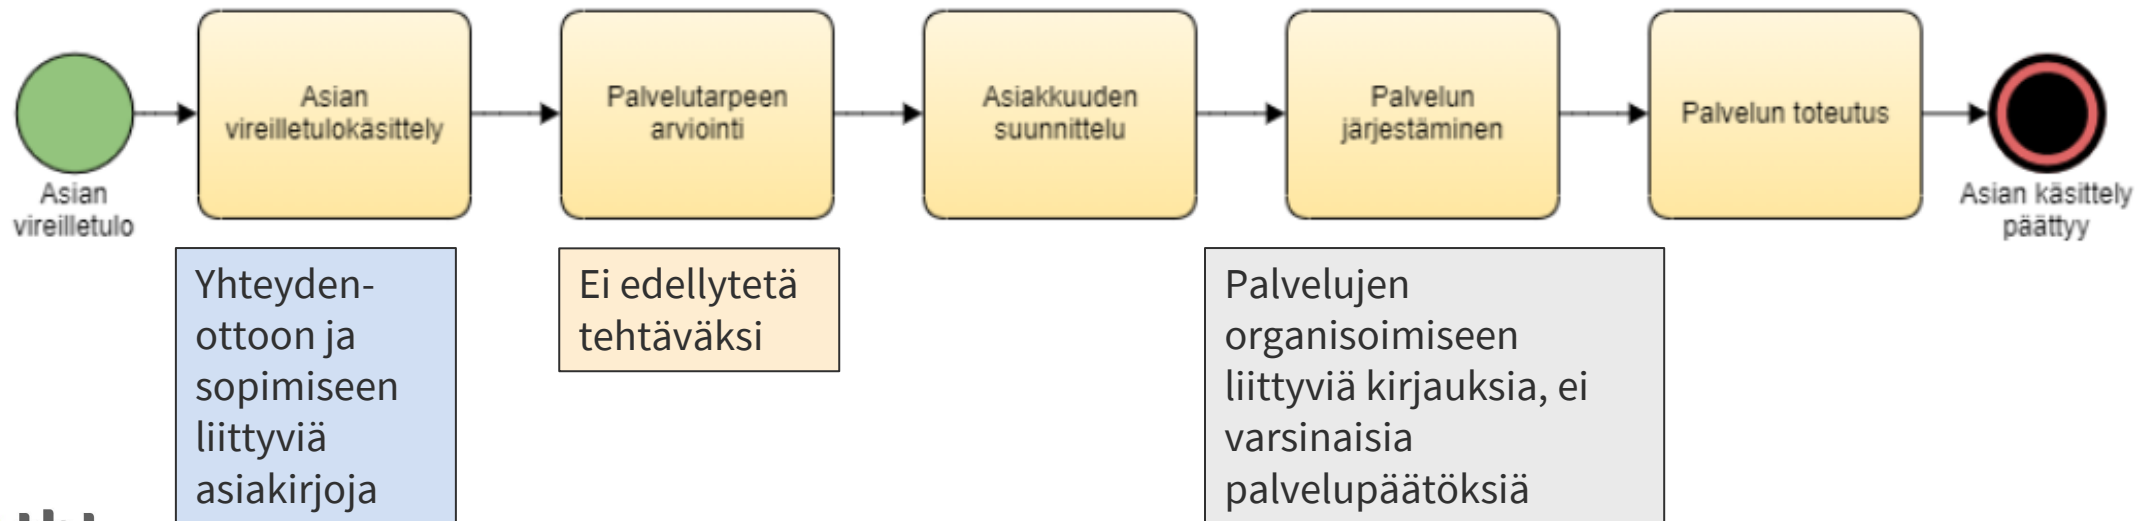 Asian
vireilletulo
Asian
vireilletulokäsittely
Palvelutarpeen
arviointi
Asiakkuuden
suunnittelu
Palvelun
järjestäminen
Palvelun toteutus
Asian käsittely
päättyy
Yhteyden-
ottoon ja
sopimiseen
liittyviä
asiakirjoja
Ei edellytetä
tehtäväksi
Palvelujen
organisoimiseen
liittyviä kirjauksia, ei
varsinaisia
palvelupäätöksiä